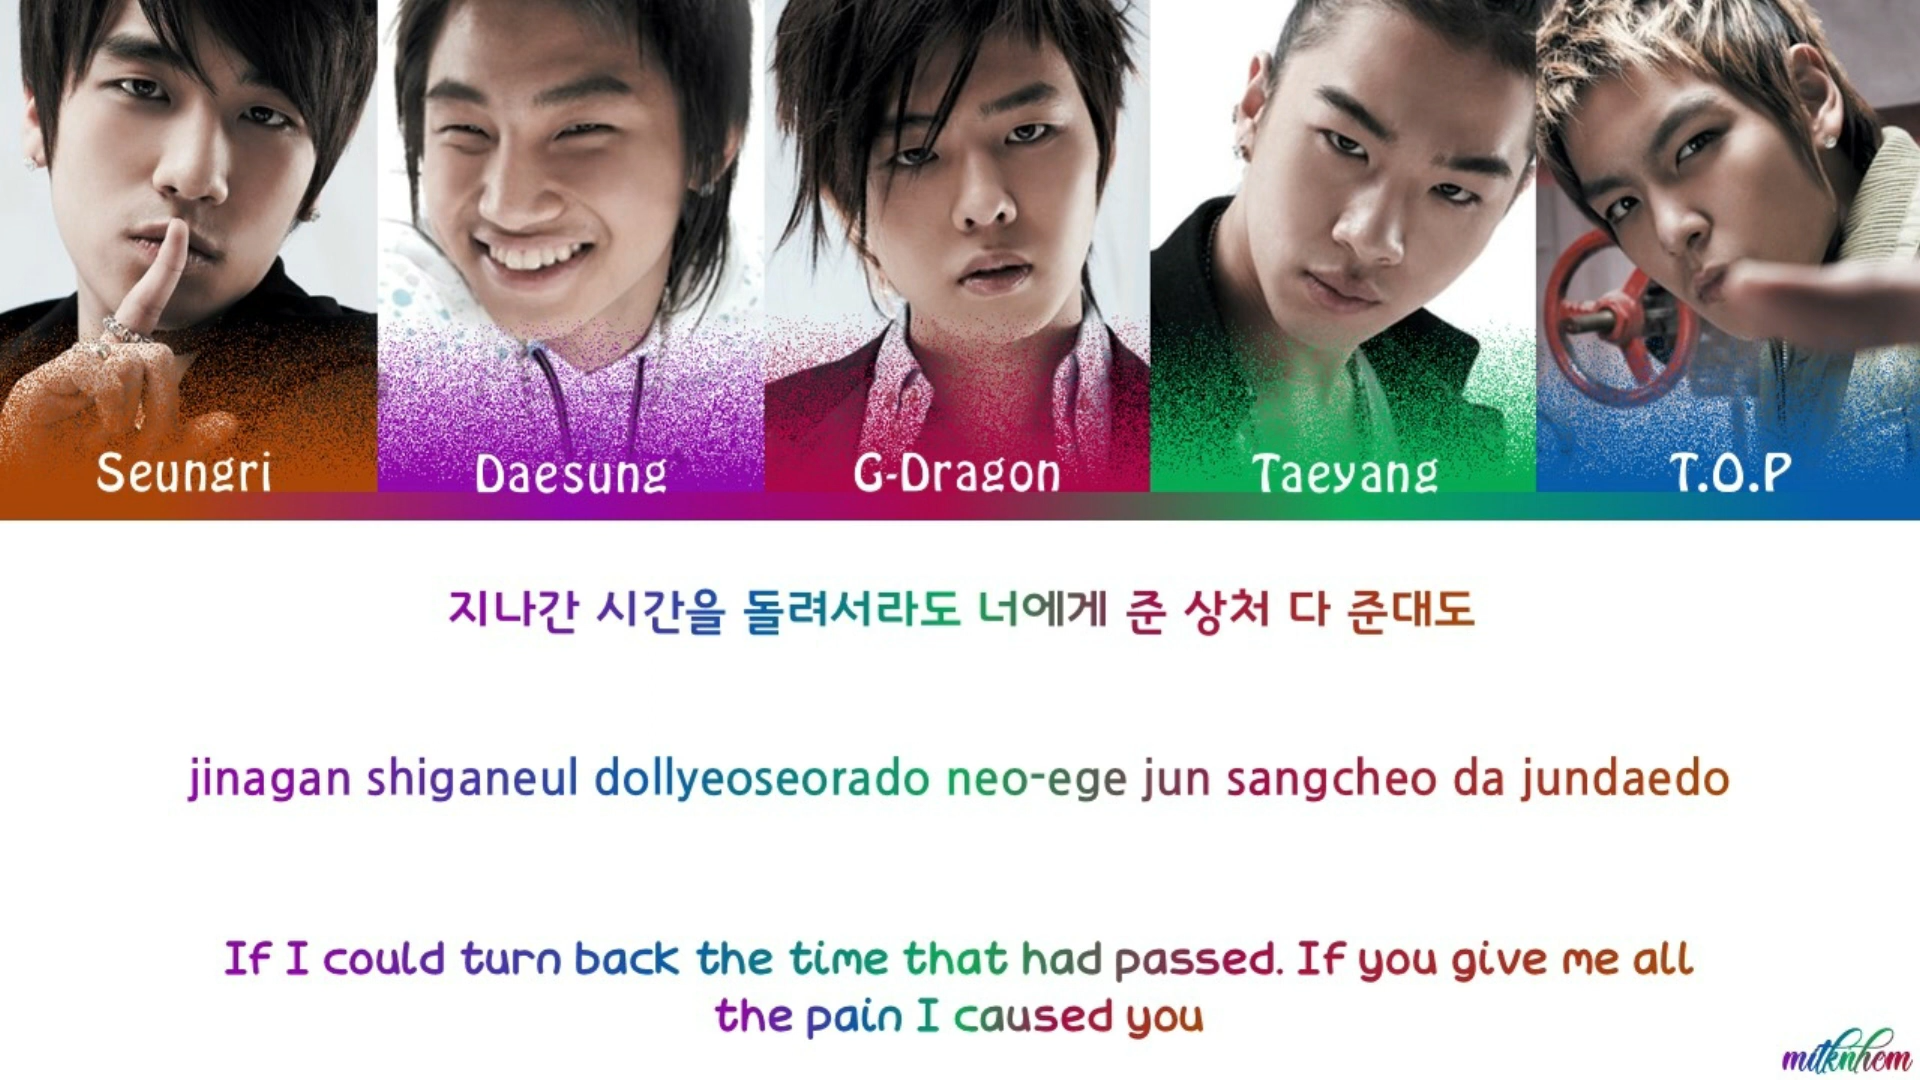 Seungri
Daesung
G-Dragon
Taeyang
T.O.P
지나간 시간을 돌려서라도 너에게 준 상처 다 준대도
jinagan shiganeul dollyeoseorado neo-ege jun sangcheo da jundaedo
If I could turn back the time that had passed. If you give me all
the pain I caused you
mitknhem